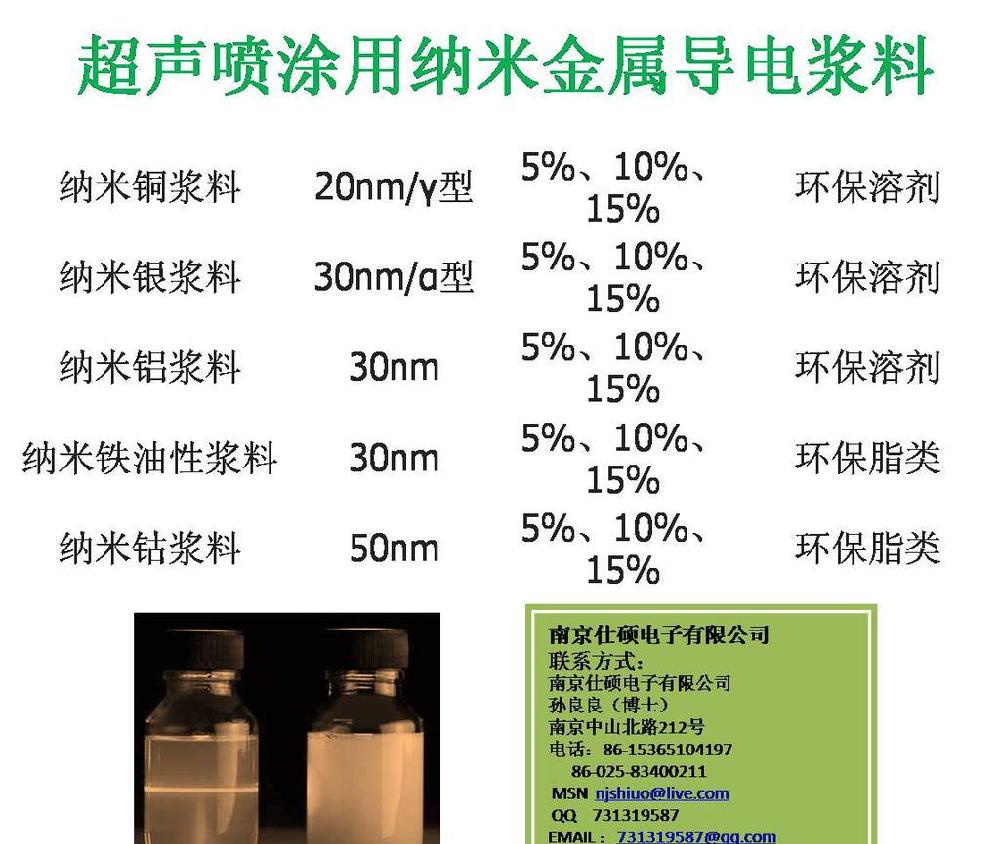 超声喷涂用纳米金属导电浆料
纳米铜浆料 20nm/γ型 5%、10%、15% 环保溶剂
纳米银浆料 30nm/α型 5%、10%、15% 环保溶剂
纳米铝浆料 30nm 5%、10%、15% 环保溶剂
纳米铁油性浆料 30nm 5%、10%、15% 环保脂类
纳米钴浆料 50nm 5%、10%、15% 环保脂类
南京仕硕电子有限公司
联系方式：
南京仕硕电子有限公司
孙良良（博士）
南京中山北路212号
电话：86-15365104197
86-025-83400211
MSN njshiuo@live.com
QQ 731319587
EMAIL：731319587@qq.com